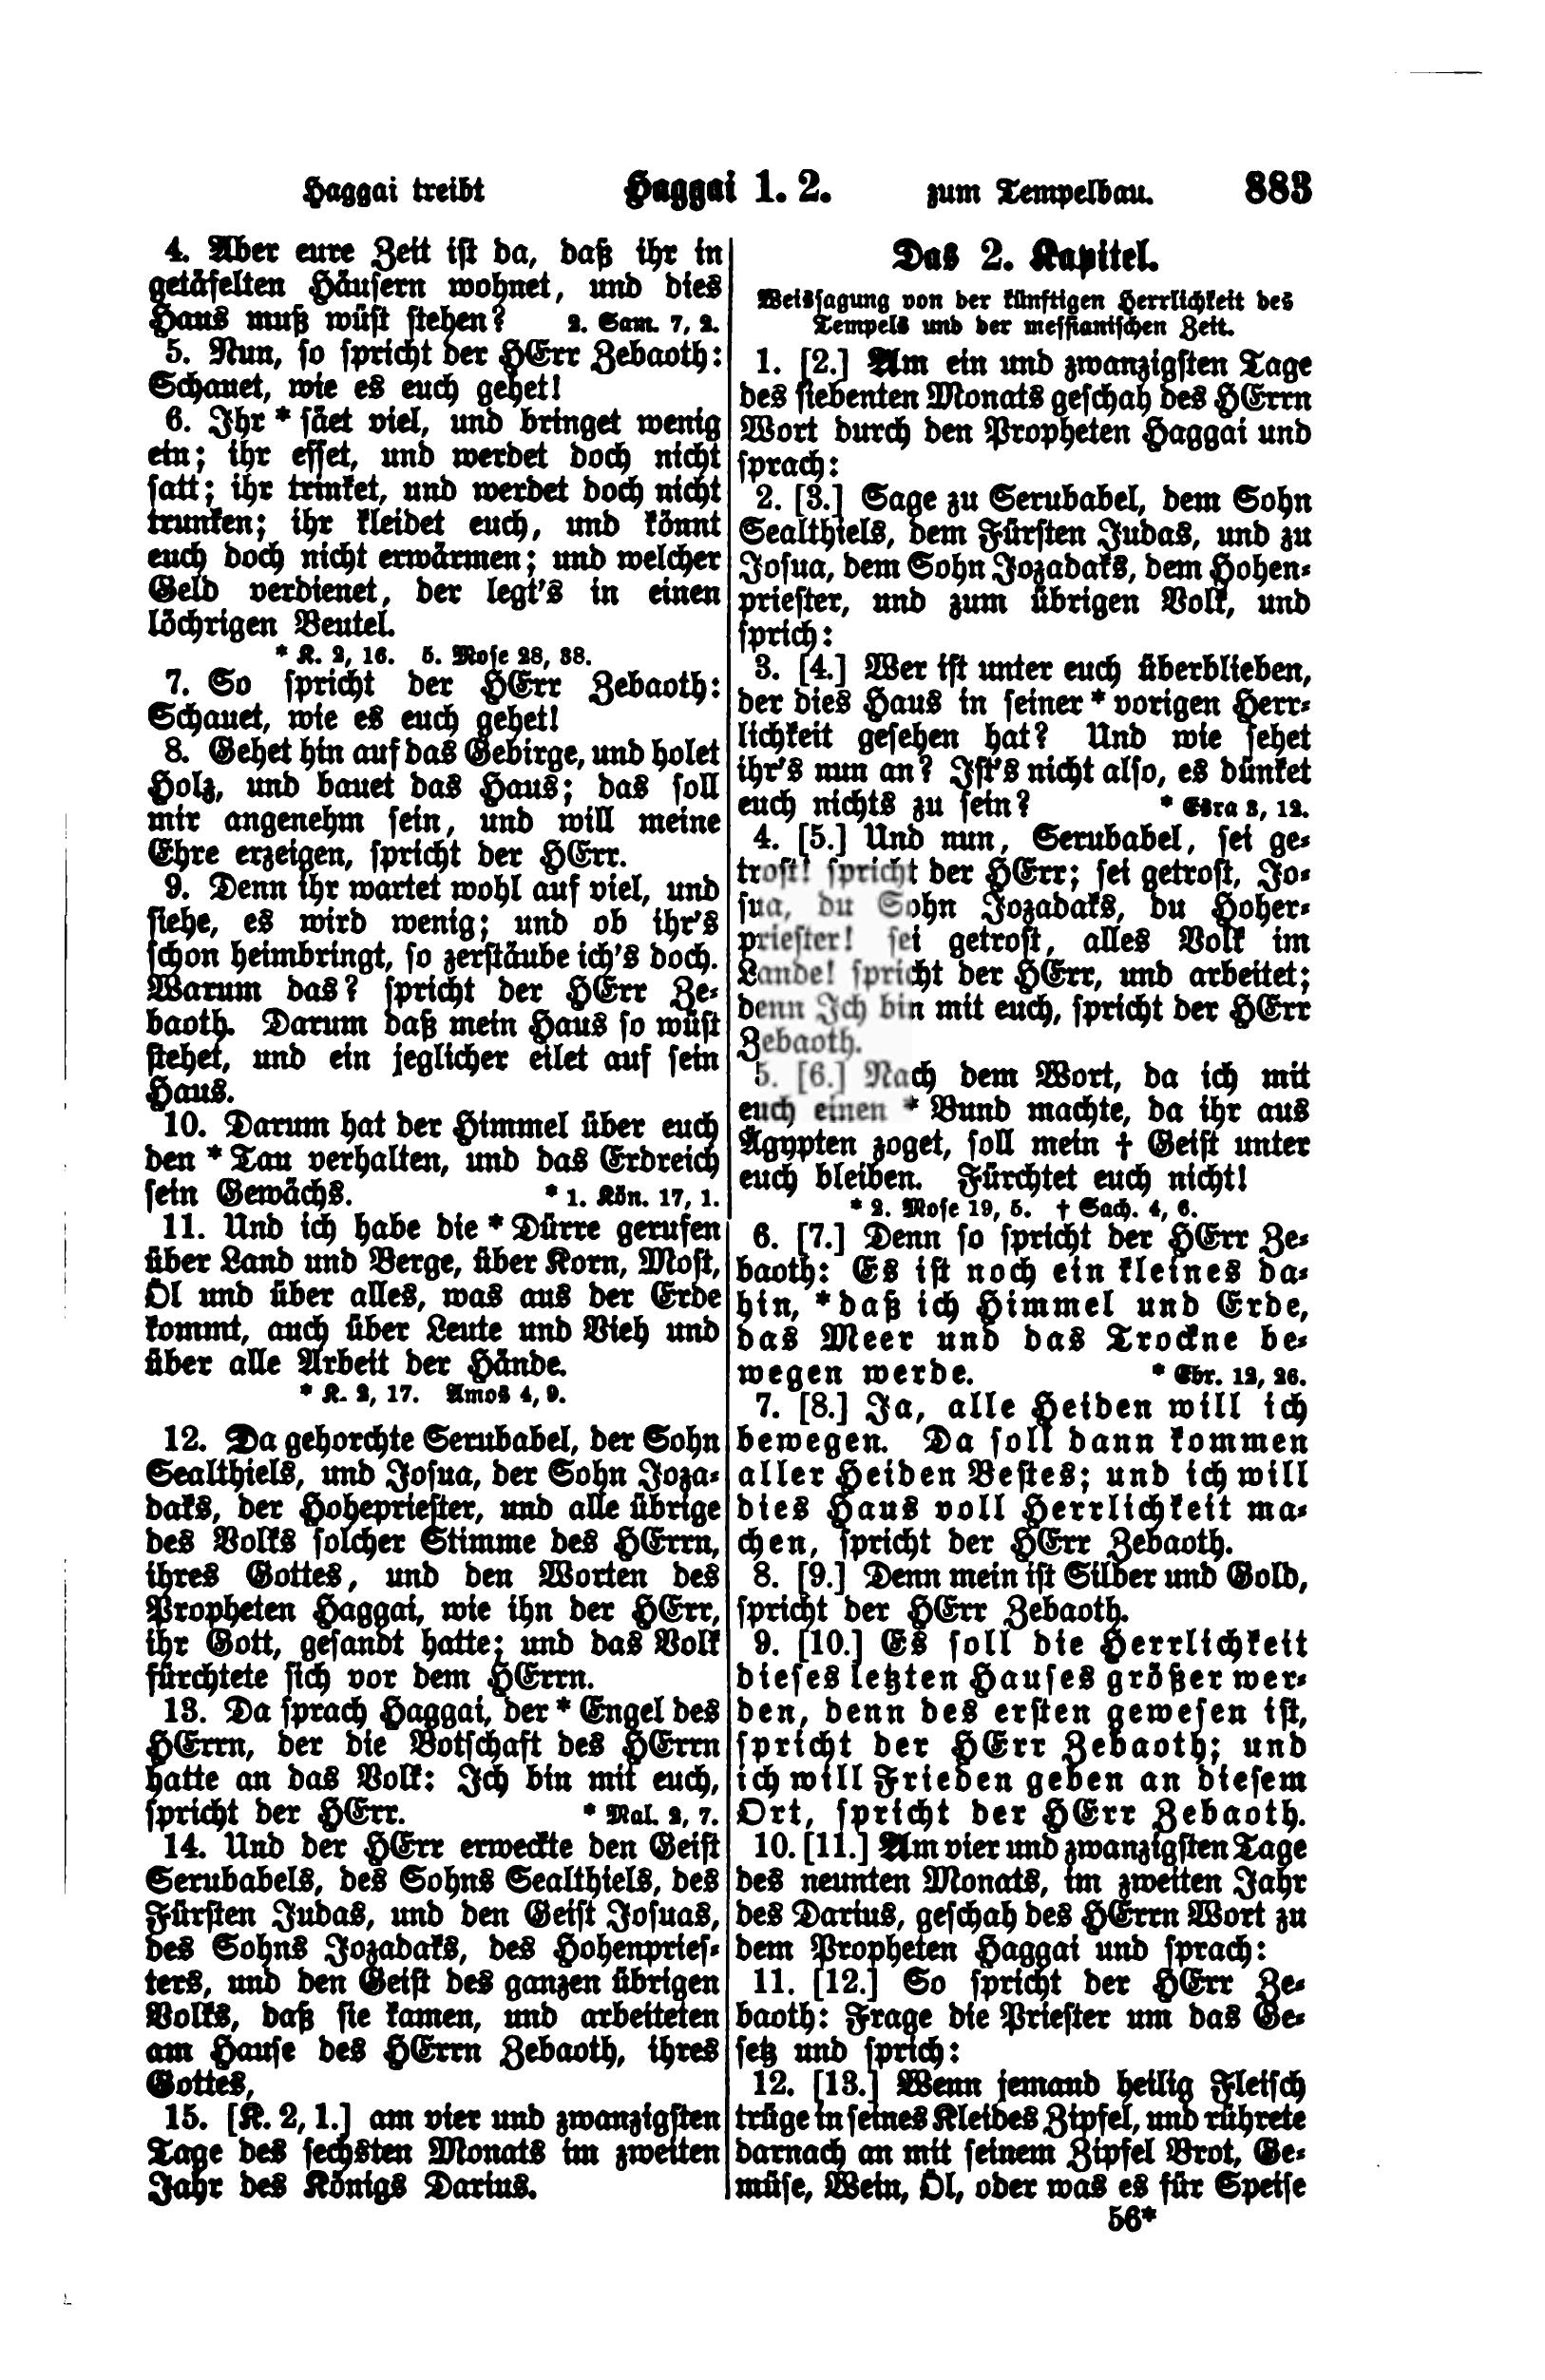 Haggai treibt Haggai 1. 2. zum Tempelbau. 883
4. Aber eure Zeit ist da, daß ihr in
getäfelten Häusern wohnet, und dies
Haus muß wüst stehen? 2. Sam. 7, 2.
5. Nun, so spricht der HErr Zebaoth:
Schauet, wie es euch gehet!
6. Ihr * säet viel, und bringet wenig
ein; ihr esset, und werdet doch nicht
satt; ihr trinket, und werdet doch nicht
trunken; ihr kleidet euch, und könnt
euch doch nicht erwärmen; und welcher
Geld verdienet, der legt's in einen
löchrigen Beutel.
* K. 2, 16. 5. Mose 28, 38.
7. So spricht der HErr Zebaoth:
Schauet, wie es euch gehet!
8. Gehet hin auf das Gebirge, und holet
Holz, und bauet das Haus; das soll
mir angenehm sein, und will meine
Ehre erzeigen, spricht der HErr.
9. Denn ihr wartet wohl auf viel, und
siehe, es wird wenig; und ob ihr's
schon heimbringt, so zerstäube ich's doch.
Warum das? spricht der HErr Ze-
baoth. Darum daß mein Haus so wüst
stehet, und ein jeglicher eilet auf sein
Haus.
10. Darum hat der Himmel über euch
den * Tau verhalten, und das Erdreich
sein Gewächs. * 1. Kön. 17, 1.
11. Und ich habe die * Dürre gerufen
über Land und Berge, über Korn, Most,
Öl und über alles, was aus der Erde
kommt, auch über Leute und Vieh und
über alle Arbeit der Hände.
* K. 2, 17. Amos 4, 9.
12. Da gehorchte Serubabel, der Sohn
Sealthiels, und Josua, der Sohn Joza-
daks, der Hohepriester, und alle übrige
des Volks solcher Stimme des HErrn,
ihres Gottes, und den Worten des
Propheten Haggai, wie ihn der HErr,
ihr Gott, gesandt hatte; und das Volk
fürchtete sich vor dem HErrn.
13. Da sprach Haggai, der * Engel des
HErrn, der die Botschaft des HErrn
hatte an das Volk: Ich bin mit euch,
spricht der HErr. * Mal. 2, 7.
14. Und der HErr erweckte den Geist
Serubabels, des Sohns Sealthiels, des
Fürsten Judas, und den Geist Josuas,
des Sohns Jozadaks, des Hohenpries-
ters, und den Geist des ganzen übrigen
Volks, daß sie kamen, und arbeiteten
am Hause des HErrn Zebaoth, ihres
Gottes,
15. [K. 2, 1.] am vier und zwanzigsten
Tage des sechsten Monats im zweiten
Jahr des Königs Darius.
Das 2. Kapitel.
Weissagung von der künftigen Herrlichkeit des
Tempels und der messianischen Zeit.
1. [2.] Am ein und zwanzigsten Tage
des siebenten Monats geschah des HErrn
Wort durch den Propheten Haggai und
sprach:
2. [3.] Sage zu Serubabel, dem Sohn
Sealthiels, dem Fürsten Judas, und zu
Josua, dem Sohn Jozadaks, dem Hohen-
priester, und zum übrigen Volk, und
sprich:
3. [4.] Wer ist unter euch überblieben,
der dies Haus in seiner * vorigen Herr-
lichkeit gesehen hat? Und wie sehet
ihr's nun an? Ist's nicht also, es dünket
euch nichts zu sein? * Esra 3, 12.
4. [5.] Und nun, Serubabel, sei ge-
trost! spricht der HErr; sei getrost, Jo-
sua, du Sohn Jozadaks, du Hoher-
priester! sei getrost, alles Volk im
Lande! spricht der HErr, und arbeitet;
denn Ich bin mit euch, spricht der HErr
Zebaoth.
5. [6.] Nach dem Wort, da ich mit
euch einen * Bund machte, da ihr aus
Ägypten zoget, soll mein † Geist unter
euch bleiben. Fürchtet euch nicht!
* 2. Mose 19, 5. † Sach. 4, 6.
6. [7.] Denn so spricht der HErr Ze-
baoth: Es ist noch ein kleines da-
hin, * daß ich Himmel und Erde,
das Meer und das Trockne be-
wegen werde. * Ebr. 12, 26.
7. [8.] Ja, alle Heiden will ich
bewegen. Da soll dann kommen
aller Heiden Bestes; und ich will
dies Haus voll Herrlichkeit ma-
chen, spricht der HErr Zebaoth.
8. [9.] Denn mein ist Silber und Gold,
spricht der HErr Zebaoth.
9. [10.] Es soll die Herrlichkeit
dieses letzten Hauses größer wer-
den, denn des ersten gewesen ist,
spricht der HErr Zebaoth; und
ich will Frieden geben an diesem
Ort, spricht der HErr Zebaoth.
10. [11.] Am vier und zwanzigsten Tage
des neunten Monats, im zweiten Jahr
des Darius, geschah des HErrn Wort zu
dem Propheten Haggai und sprach:
11. [12.] So spricht der HErr Ze-
baoth: Frage die Priester um das Ge-
setz und sprich:
12. [13.] Wenn jemand heilig Fleisch
trüge in seines Kleides Zipfel, und rührete
darnach an mit seinem Zipfel Brot, Ge-
müse, Wein, Öl, oder was es für Speise
56*